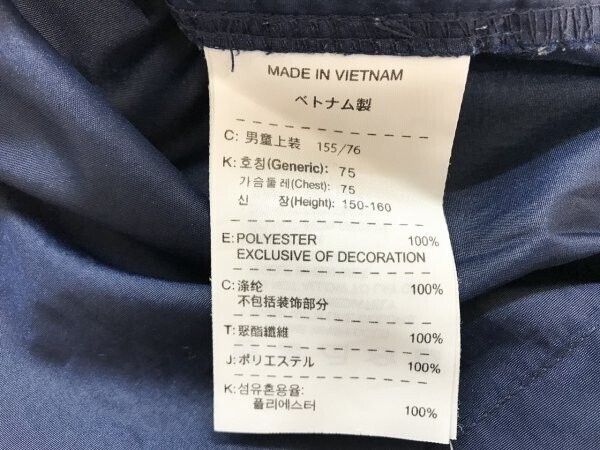 MADE IN VIETNAM
ベトナム製
C: 男童上装 155/76
K: 호칭(Generic): 75
가슴둘레(Chest): 75
신 장(Height): 150-160
E: POLYESTER 100%
EXCLUSIVE OF DECORATION
C: 涤纶 100%
不包括装饰部分
T: 聚酯纖維 100%
J: ポリエステル 100%
K: 섬유혼용율:
폴리에스터 100%